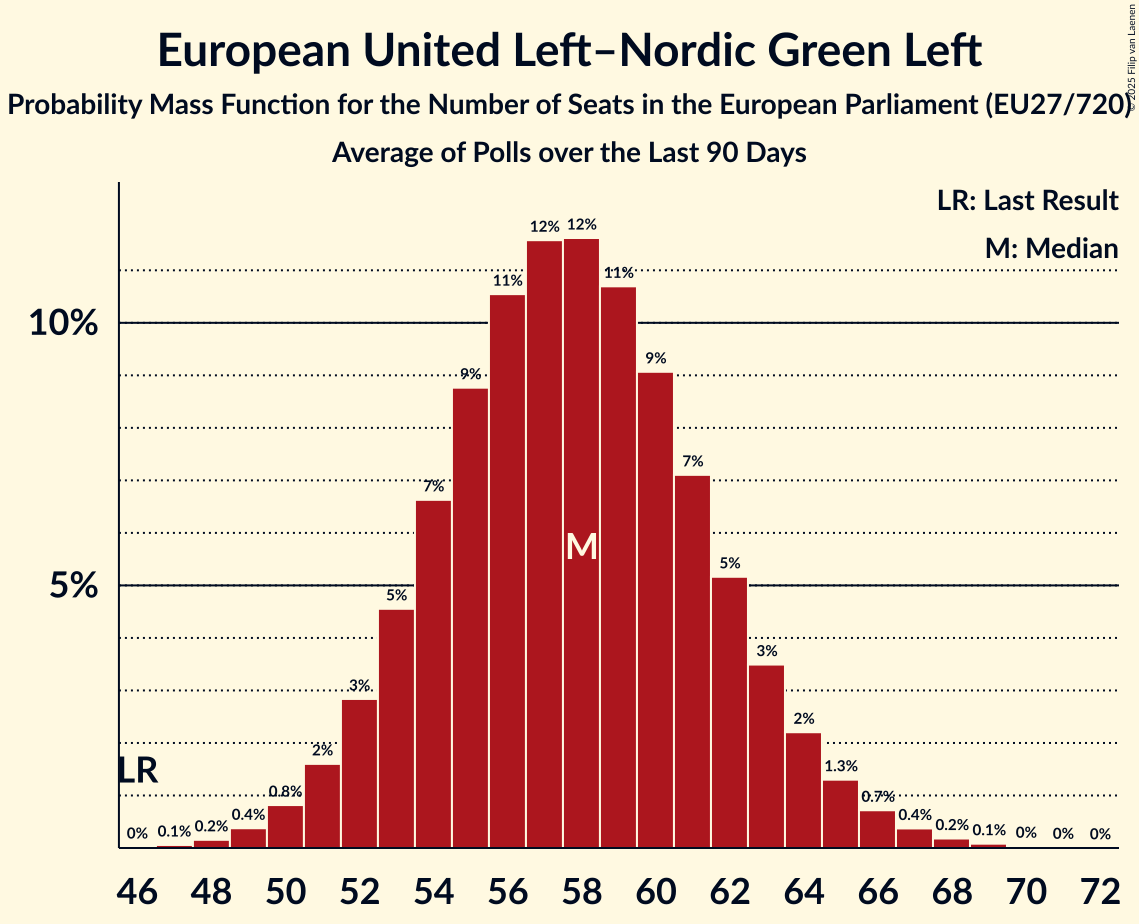 European United Left–Nordic Green Left
Probability Mass Function for the Number of Seats in the European Parliament (EU27/720)
Average of Polls over the Last 90 Days
© 2025 Filip van Laenen
LR: Last Result
M: Median
10%
5%
LR
M
0% 0.1% 0.2% 0.4% 0.8% 2% 3% 5% 7% 9% 11% 12% 12% 11% 9% 7% 5% 3% 2% 1.3% 0.7% 0.4% 0.2% 0.1% 0% 0% 0%
46 48 50 52 54 56 58 60 62 64 66 68 70 72